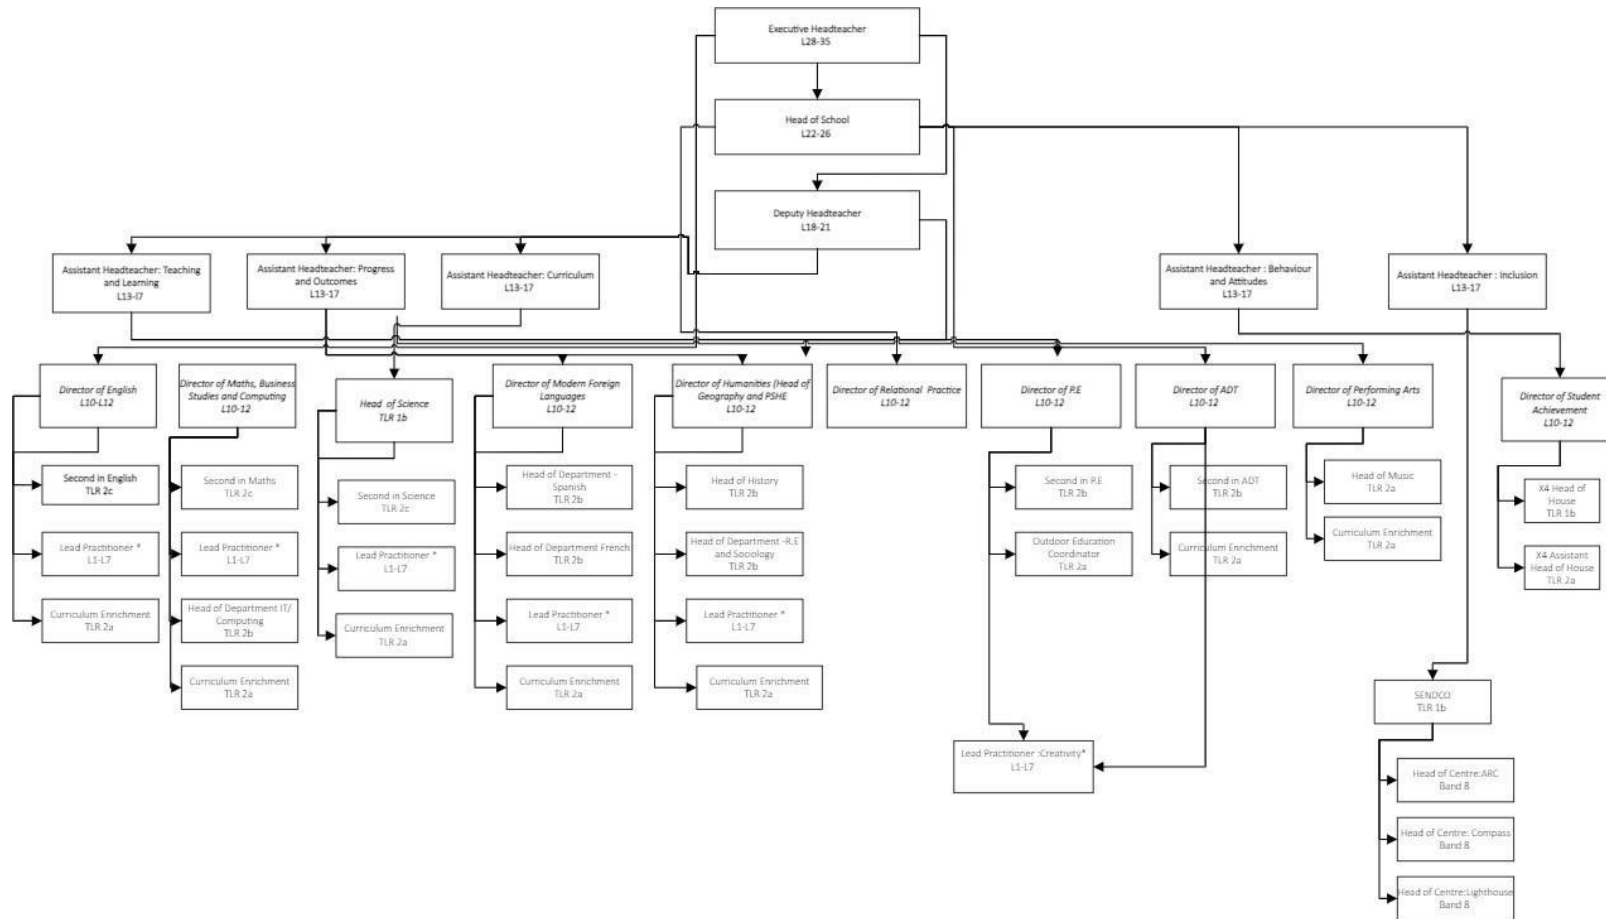 Executive Headteacher
L28-35
Head of School
L22-26
Deputy Headteacher
L18-21
Assistant Headteacher: Teaching
and Learning
L13-l7
Assistant Headteacher: Progress
and Outcomes
L13-17
Assistant Headteacher: Curriculum
L13-17
Assistant Headteacher : Behaviour
and Attitudes
L13-17
Assistant Headteacher : Inclusion
L13-17
Director of English
L10-L12
Director of Maths, Business
Studies and Computing
L10-12
Head of Science
TLR 1b
Director of Modern Foreign
Languages
L10-12
Director of Humanities (Head of
Geography and PSHE
L10-12
Director of Relational Practice
L10-12
Director of P.E
L10-12
Director of ADT
L10-12
Director of Performing Arts
L10-12
Director of Student
Achievement
L10-12
Second in English
TLR 2c
Lead Practitioner *
L1-L7
Curriculum Enrichment
TLR 2a
Second in Maths
TLR 2c
Lead Practitioner *
L1-L7
Head of Department IT/
Computing
TLR 2b
Curriculum Enrichment
TLR 2a
Second in Science
TLR 2c
Lead Practitioner *
L1-L7
Curriculum Enrichment
TLR 2a
Head of Department -
Spanish
TLR 2b
Head of Department French
TLR 2b
Lead Practitioner *
L1-L7
Curriculum Enrichment
TLR 2a
Head of History
TLR 2b
Head of Department -R.E
and Sociology
TLR 2b
Lead Practitioner *
L1-L7
Curriculum Enrichment
TLR 2a
Second in P.E
TLR 2b
Outdoor Education
Coordinator
TLR 2a
Second in ADT
TLR 2b
Curriculum Enrichment
TLR 2a
Lead Practitioner :Creativity*
L1-L7
Head of Music
TLR 2a
Curriculum Enrichment
TLR 2a
X4 Head of
House
TLR 1b
X4 Assistant
Head of House
TLR 2a
SENDCO
TLR 1b
Head of Centre:ARC
Band 8
Head of Centre: Compass
Band 8
Head of Centre:Lighthouse
Band 8